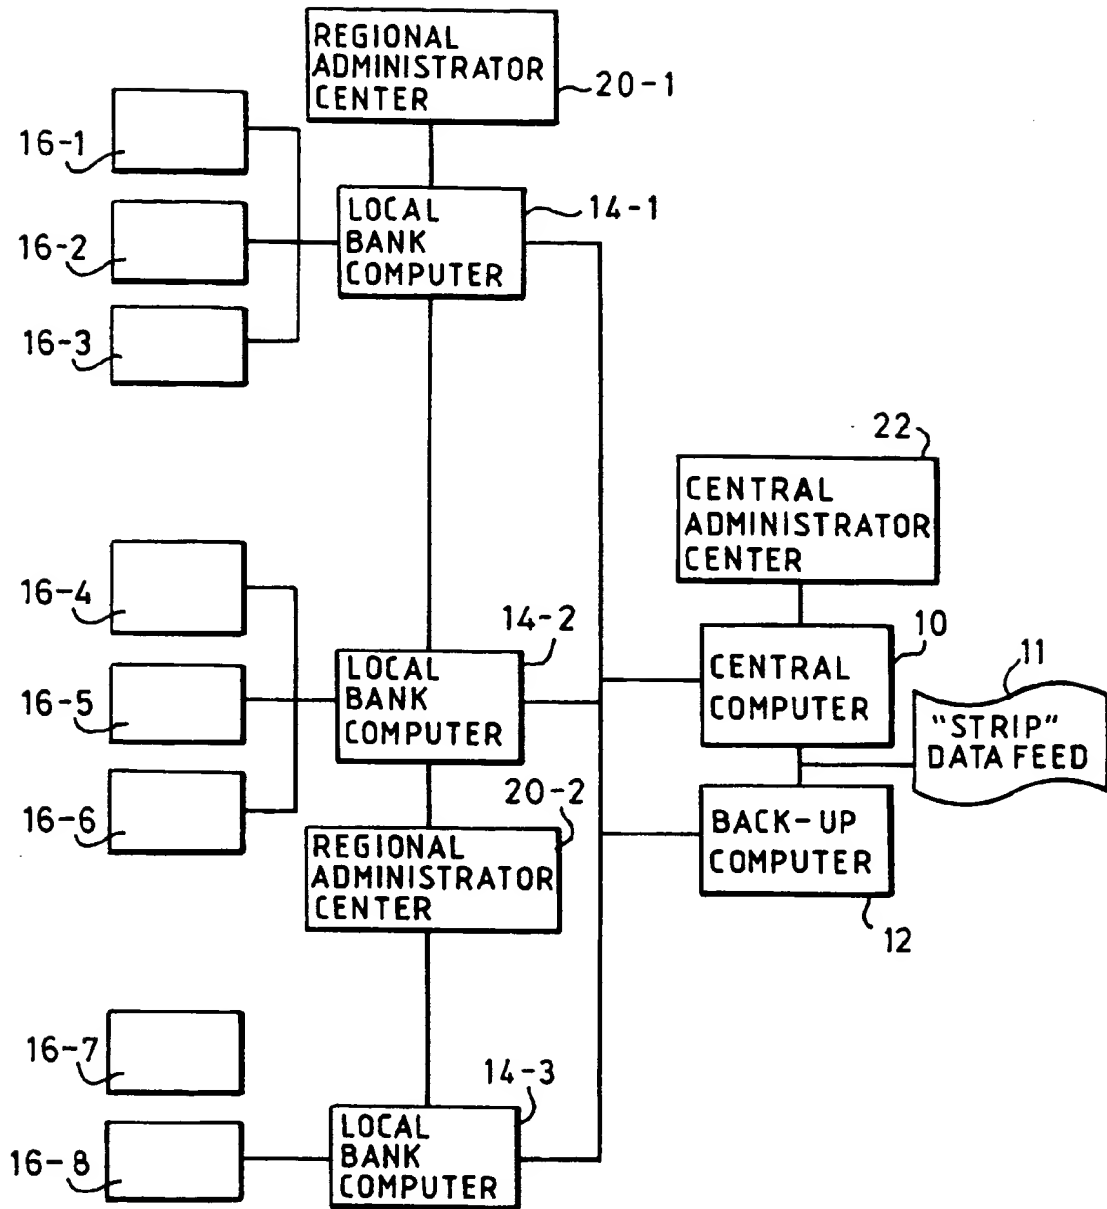 REGIONAL
ADMINISTRATOR
CENTER
20-1
16-1
LOCAL
BANK
COMPUTER
14-1
16-2
16-3
22
CENTRAL
ADMINISTRATOR
CENTER
16-4
14-2
10
11
LOCAL
BANK
COMPUTER
CENTRAL
COMPUTER
"STRIP"
DATA FEED
16-5
20-2
16-6
BACK-UP
COMPUTER
REGIONAL
ADMINISTRATOR
CENTER
12
16-7
14-3
LOCAL
BANK
COMPUTER
16-8